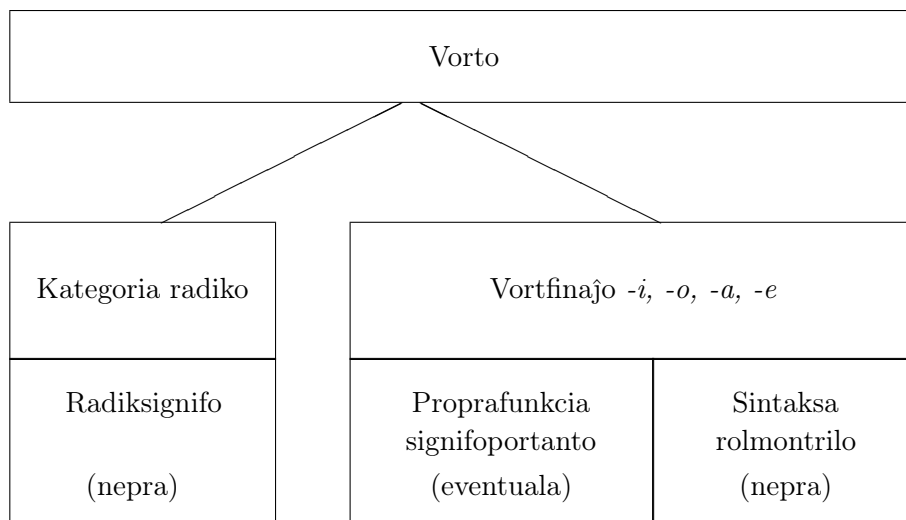 Vorto
Kategoria radiko
Vortfinaĵo -i, -o, -a, -e
Radiksignifo
(nepra)
Proprafunkcia
signifoportanto
(eventuala)
Sintaksa
rolmontrilo
(nepra)